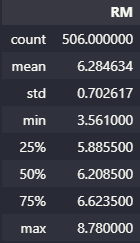 RM
count 506.000000
mean 6.284634
std 0.702617
min 3.561000
25% 5.885500
50% 6.208500
75% 6.623500
max 8.780000